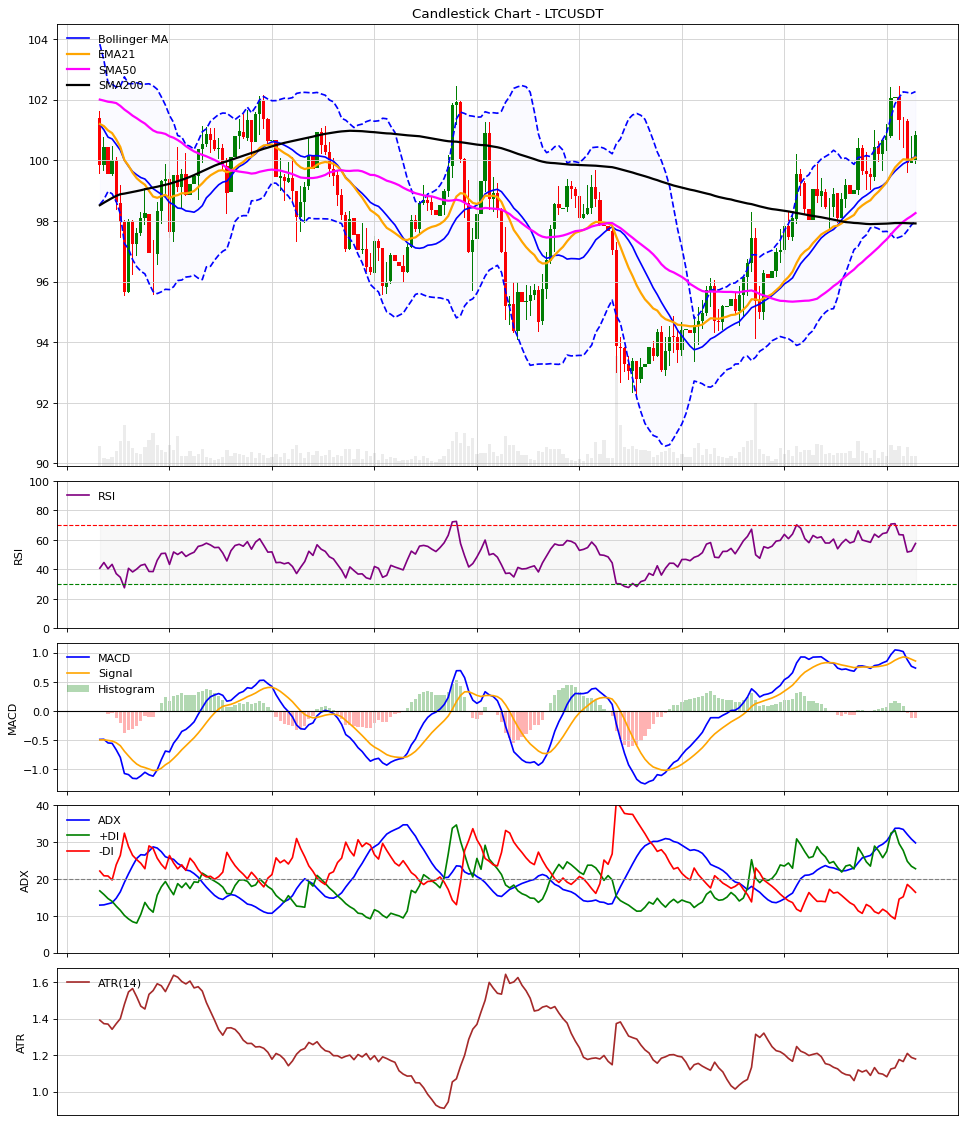 Candlestick Chart - LTCUSDT
104
102
100
98
96
94
92
90
Bollinger MA
EMA21
SMA50
SMA200
100
80
60
40
20
0
RSI
RSI
1.0
0.5
0.0
−0.5
−1.0
MACD
MACD
Signal
Histogram
40
30
20
10
0
ADX
ADX
+DI
-DI
1.6
1.4
1.2
1.0
ATR
ATR(14)